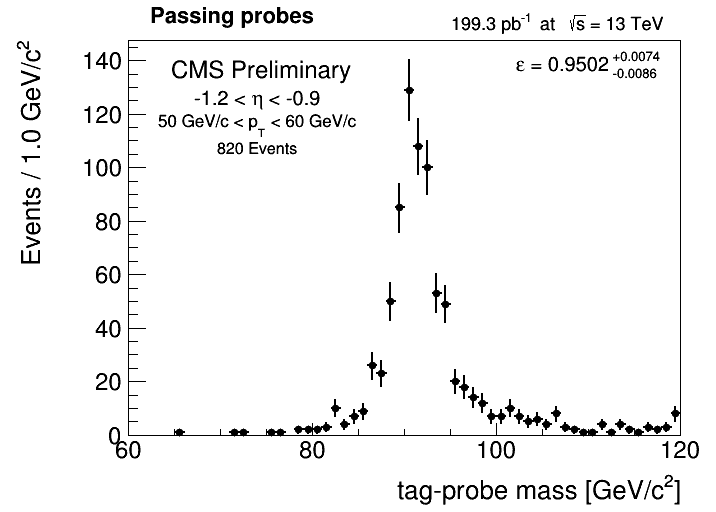 Passing probes
199.3 pb⁻¹ at √s = 13 TeV
CMS Preliminary
-1.2 < η < -0.9
50 GeV/c < p_T < 60 GeV/c
820 Events
ε = 0.9502 +0.0074 -0.0086
Events / 1.0 GeV/c²
140
120
100
80
60
40
20
0
60 80 100 120
tag-probe mass [GeV/c²]